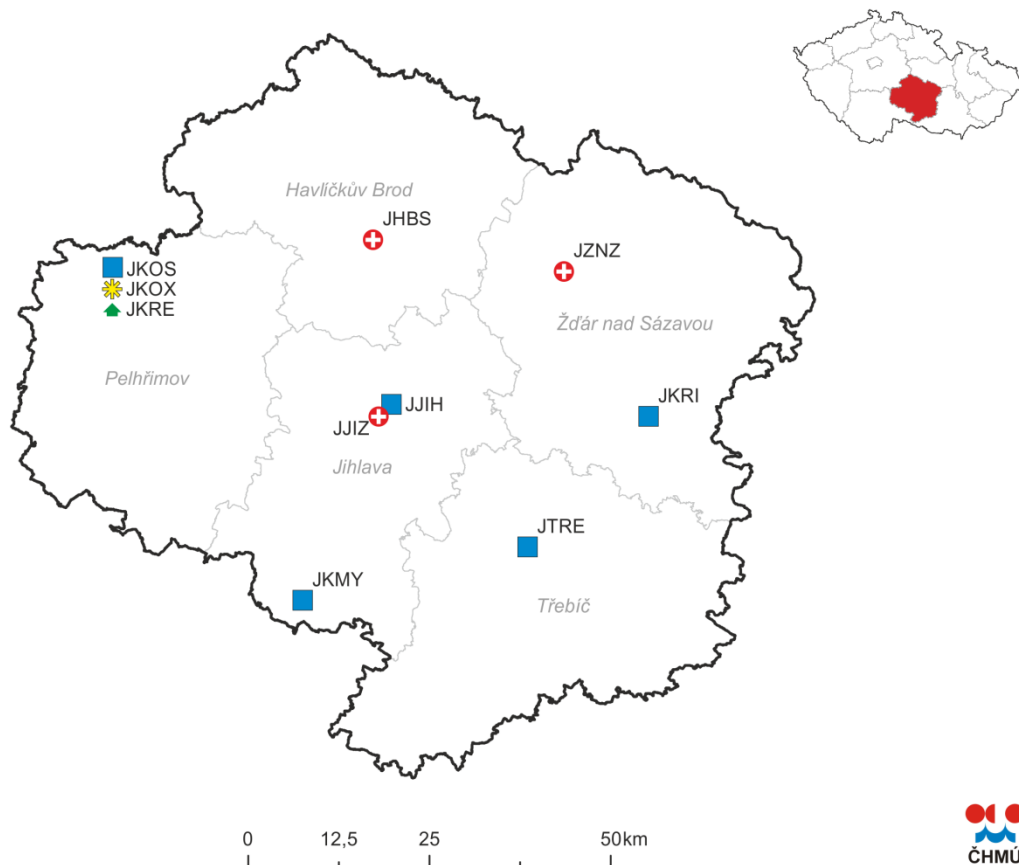 Havlíčkův Brod
JHBS
JZNZ
JKOS
JKOX
JKRE
Žďár nad Sázavou
Pelhřimov
JKRI
JJIH
JJIZ
Jihlava
JTRE
JKMY
Třebíč
0 12,5 25 50km
ČHMÚ